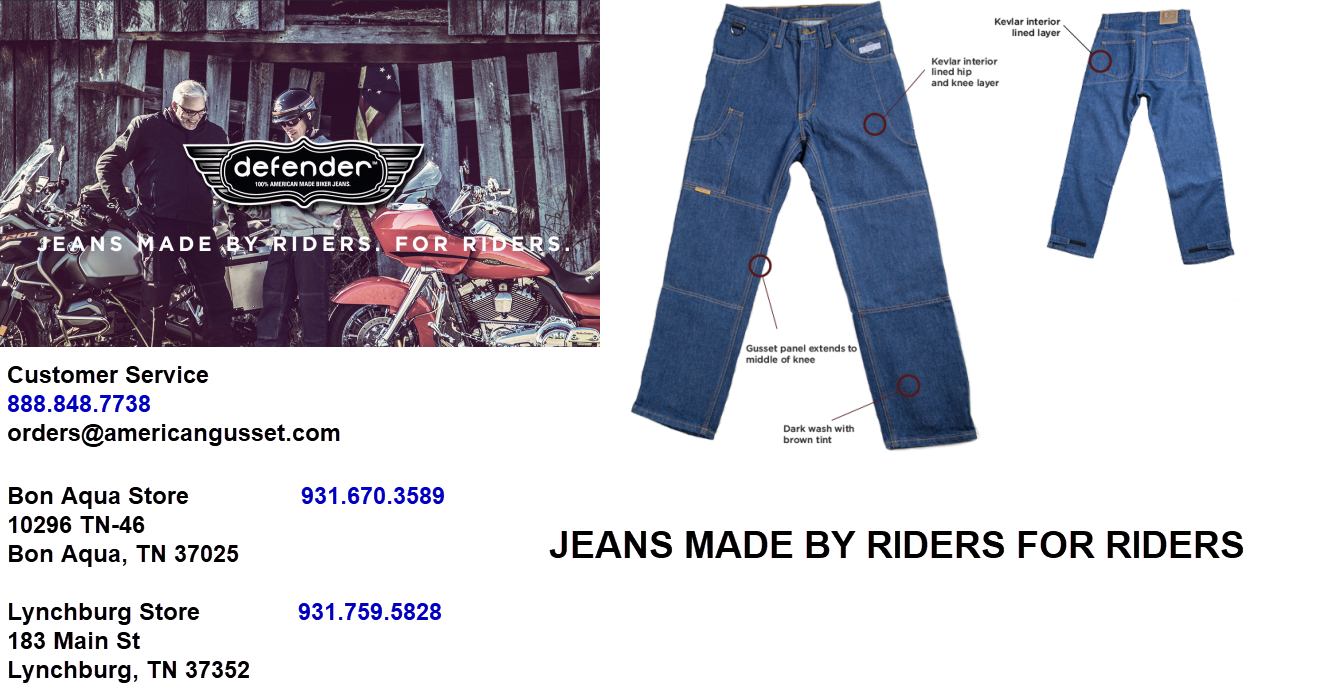 defender™
100% AMERICAN MADE BIKER JEANS.
JEANS MADE BY RIDERS. FOR RIDERS.
1200
Customer Service
888.848.7738
orders@americangusset.com
Bon Aqua Store 931.670.3589
10296 TN-46
Bon Aqua, TN 37025
Lynchburg Store 931.759.5828
183 Main St
Lynchburg, TN 37352
Kevlar interior
lined hip
and knee layer
Kevlar interior
lined layer
Gusset panel extends to
middle of knee
Dark wash with
brown tint
JEANS MADE BY RIDERS FOR RIDERS